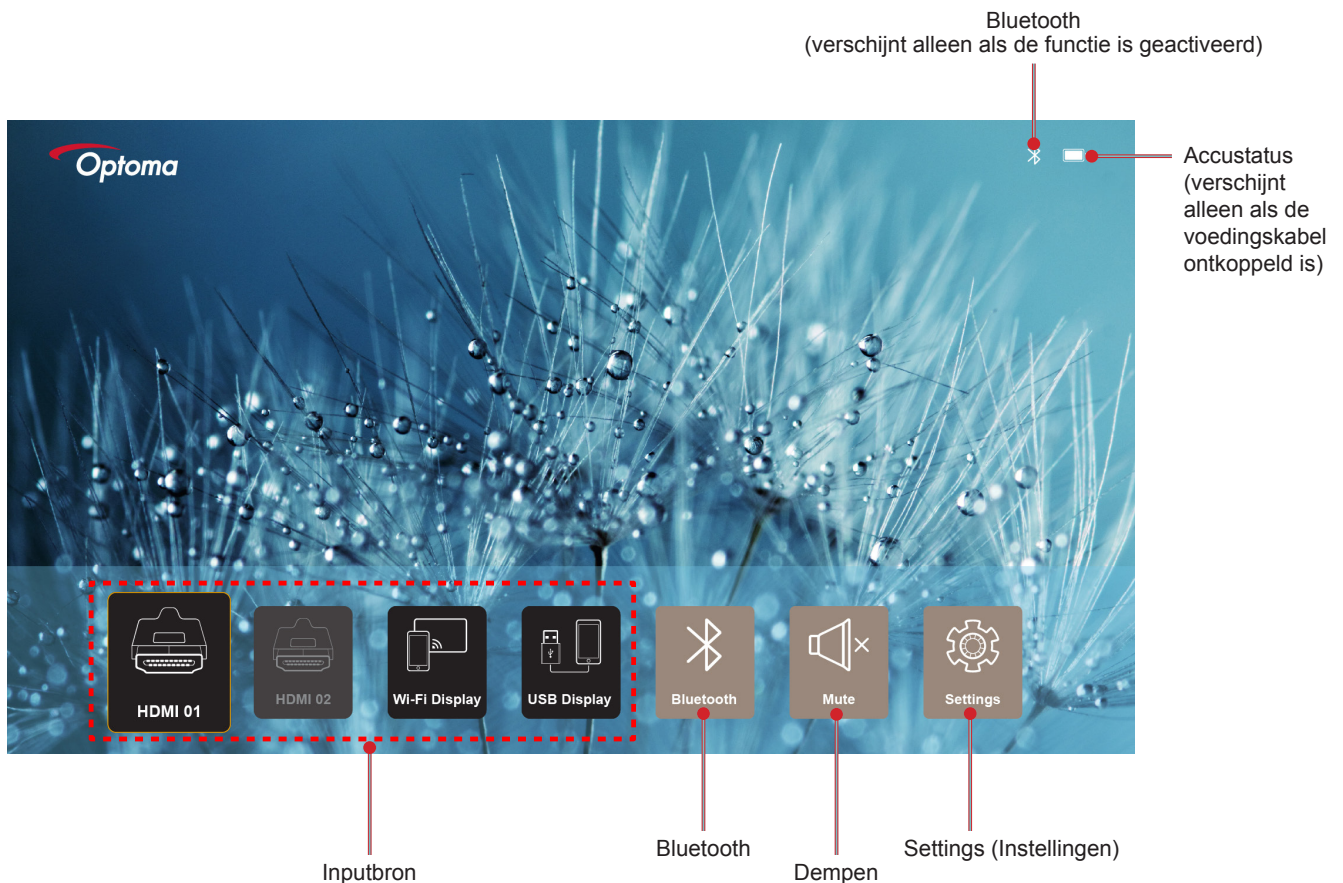 Bluetooth
(verschijnt alleen als de functie is geactiveerd)
Optoma
Accustatus
(verschijnt
alleen als de
voedingskabel
ontkoppeld is)
HDMI 01
HDMI 02
Wi-Fi Display
USB Display
Bluetooth
Mute
Settings
Inputbron
Bluetooth
Dempen
Settings (Instellingen)